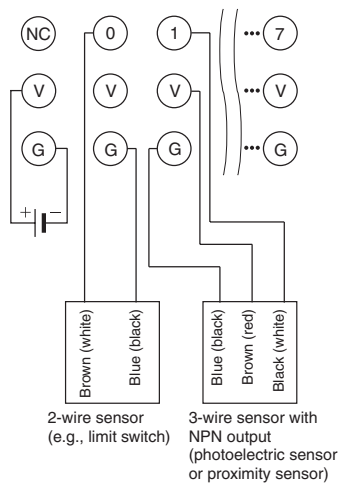 NC 0 1 ••• 7
V V V ••• V
G G G ••• G
+ −
Brown (white)
Blue (black)
Blue (black)
Brown (red)
Black (white)
2-wire sensor
(e.g., limit switch)
3-wire sensor with
NPN output
(photoelectric sensor
or proximity sensor)